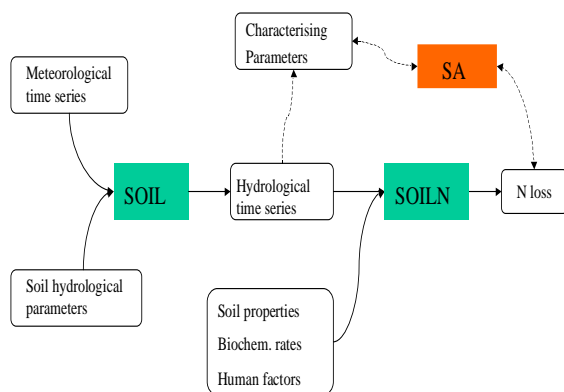 Characterising
Parameters
SA
Meteorological
time series
SOIL
Hydrological
time series
SOILN
N loss
Soil hydrological
parameters
Soil properties
Biochem. rates
Human factors